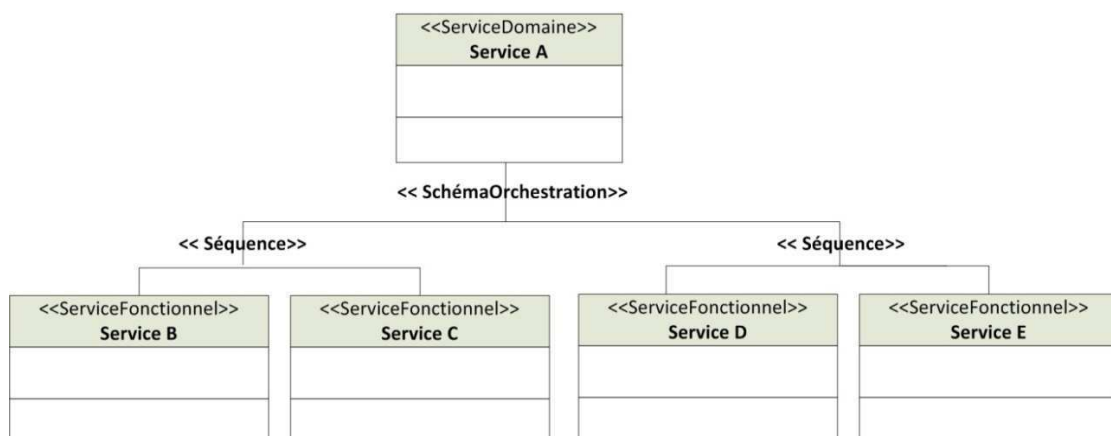 <<ServiceDomaine>>
Service A
<< SchémaOrchestration>>
<< Séquence>>
<< Séquence>>
<<ServiceFonctionnel>>
Service B
<<ServiceFonctionnel>>
Service C
<<ServiceFonctionnel>>
Service D
<<ServiceFonctionnel>>
Service E